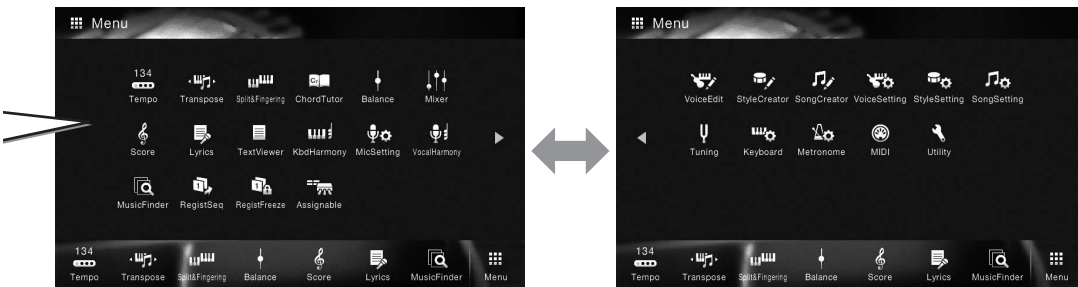 Menu
134
Tempo Transpose Split&Fingering ChordTutor Balance Mixer
Score Lyrics TextViewer KbdHarmony MicSetting VocalHarmony
MusicFinder RegistSeq RegistFreeze Assignable
134
Tempo Transpose Split&Fingering Balance Score Lyrics MusicFinder Menu
Menu
VoiceEdit StyleCreator SongCreator VoiceSetting StyleSetting SongSetting
Tuning Keyboard Metronome MIDI Utility
134
Tempo Transpose Split&Fingering Balance Score Lyrics MusicFinder Menu